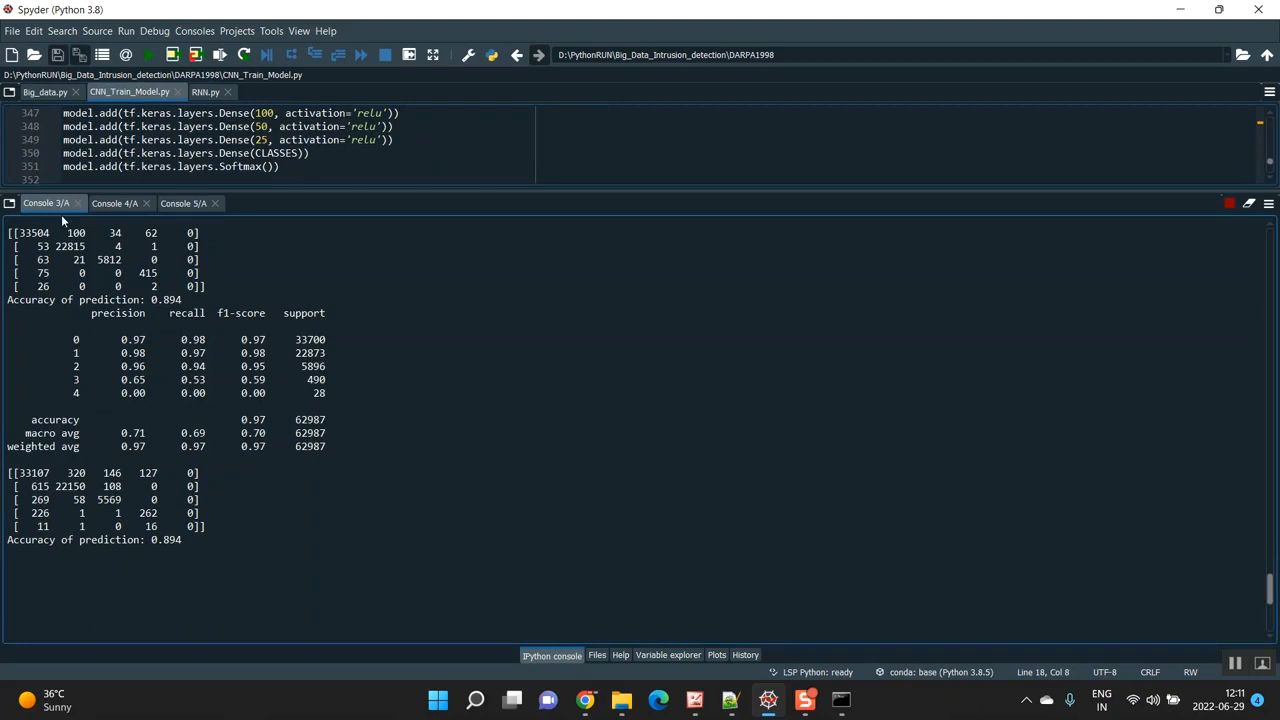 Spyder (Python 3.8)
File Edit Search Source Run Debug Consoles Projects Tools View Help
D:\PythonRUN\Big_Data_Intrusion_detection\DARPA1998
D:\PythonRUN\Big_Data_Intrusion_detection\DARPA1998\CNN_Train_Model.py
Big_data.py CNN_Train_Model.py RNN.py
347 model.add(tf.keras.layers.Dense(100, activation='relu'))
348 model.add(tf.keras.layers.Dense(50, activation='relu'))
349 model.add(tf.keras.layers.Dense(25, activation='relu'))
350 model.add(tf.keras.layers.Dense(CLASSES))
351 model.add(tf.keras.layers.Softmax())
352
Console 3/A Console 4/A Console 5/A
[[33504 100 34 62 0]
[ 53 22815 4 1 0]
[ 63 21 5812 0 0]
[ 75 0 0 415 0]
[ 26 0 0 2 0]]
Accuracy of prediction: 0.894
precision recall f1-score support
0 0.97 0.98 0.97 33700
1 0.98 0.97 0.98 22873
2 0.96 0.94 0.95 5896
3 0.65 0.53 0.59 490
4 0.00 0.00 0.00 28
accuracy 0.97 62987
macro avg 0.71 0.69 0.70 62987
weighted avg 0.97 0.97 0.97 62987
[[33107 320 146 127 0]
[ 615 22150 108 0 0]
[ 269 58 5569 0 0]
[ 226 1 1 262 0]
[ 11 1 0 16 0]]
Accuracy of prediction: 0.894
IPython console Files Help Variable explorer Plots History
LSP Python: ready conda: base (Python 3.8.5) Line 18, Col 8 UTF-8 CRLF RW
36°C
Sunny
ENG
IN
12:11
2022-06-29
4